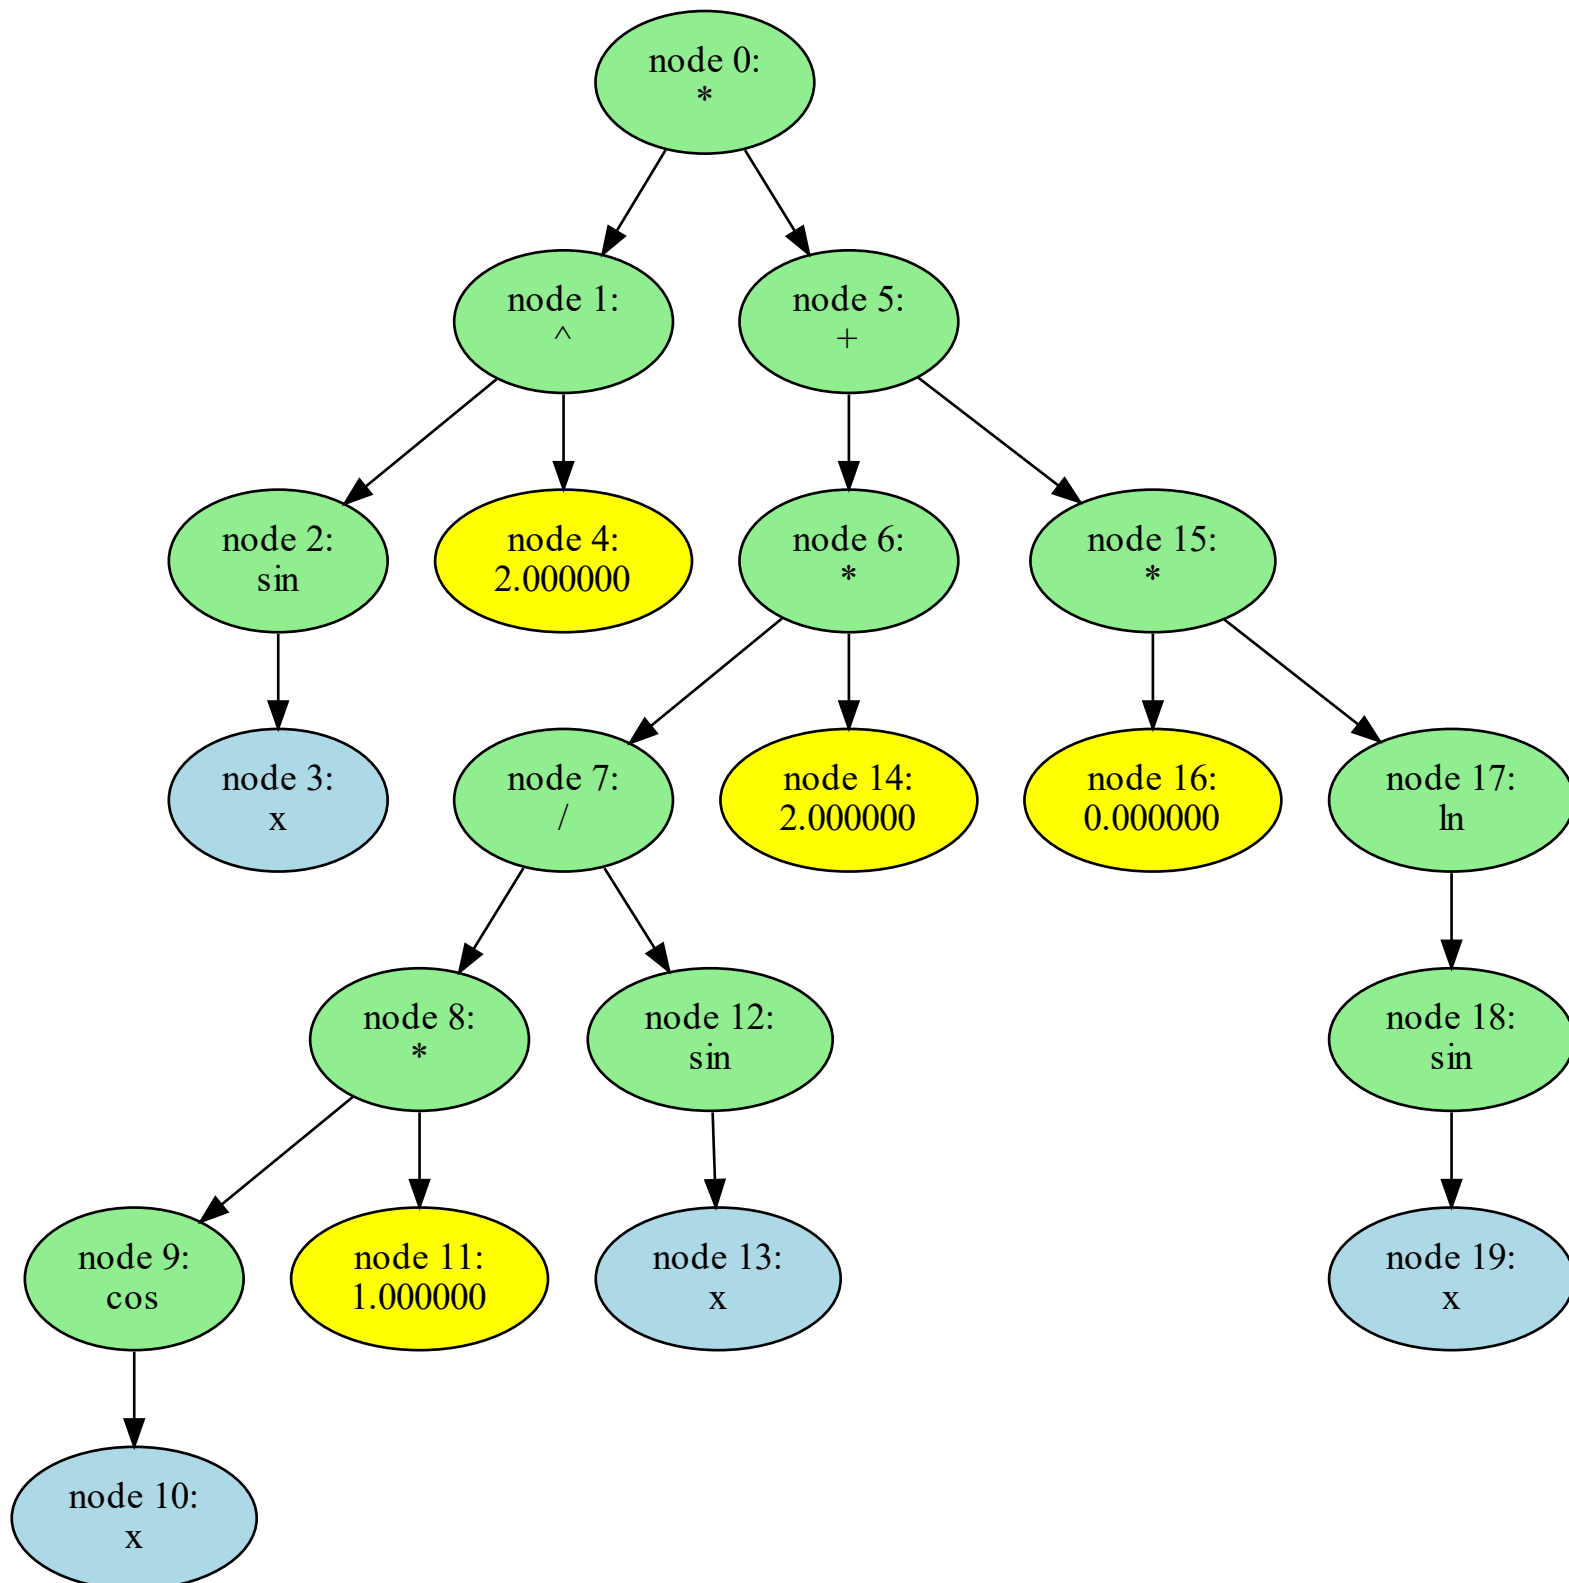 node 0:
*
node 1:
^
node 5:
+
node 2:
sin
node 4:
2.000000
node 6:
*
node 15:
*
node 3:
x
node 7:
/
node 14:
2.000000
node 16:
0.000000
node 17:
ln
node 8:
*
node 12:
sin
node 18:
sin
node 9:
cos
node 11:
1.000000
node 13:
x
node 19:
x
node 10:
x